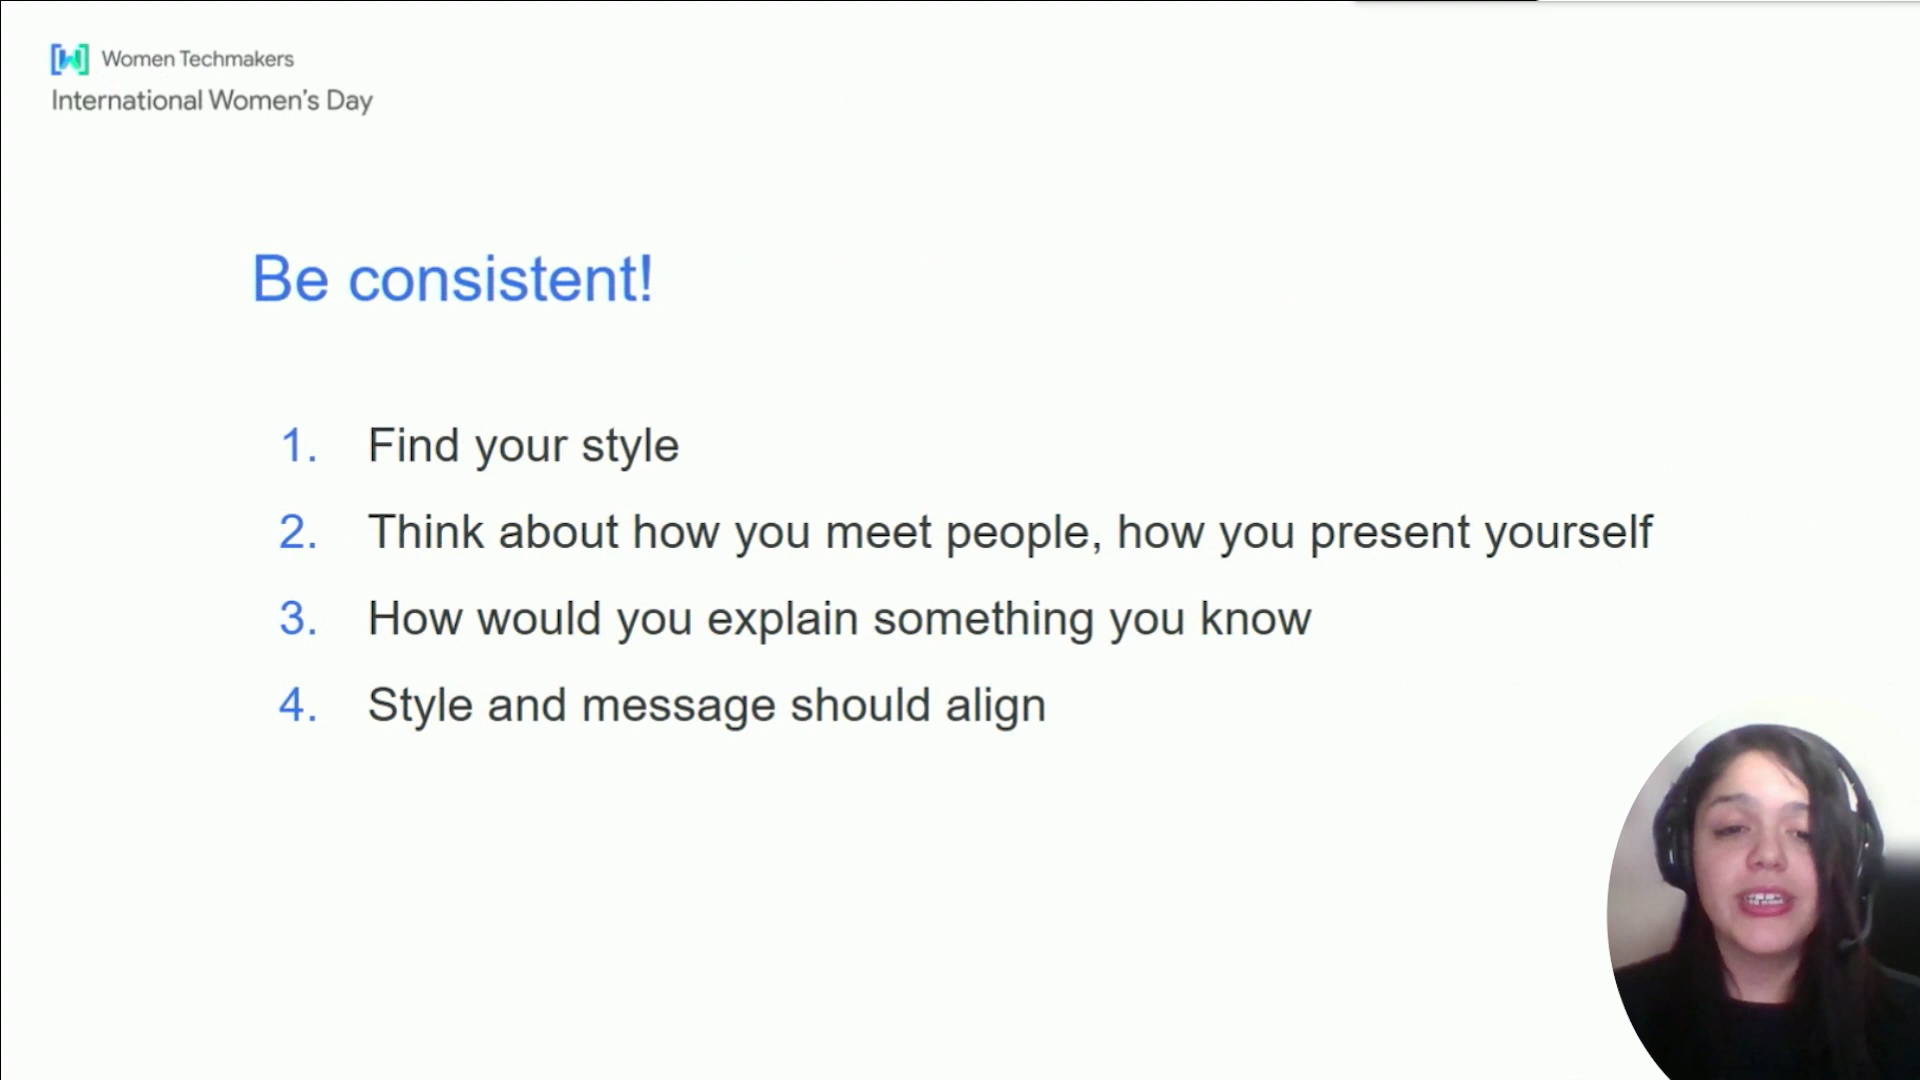 Women Techmakers
International Women's Day
Be consistent!
1. Find your style
2. Think about how you meet people, how you present yourself
3. How would you explain something you know
4. Style and message should align